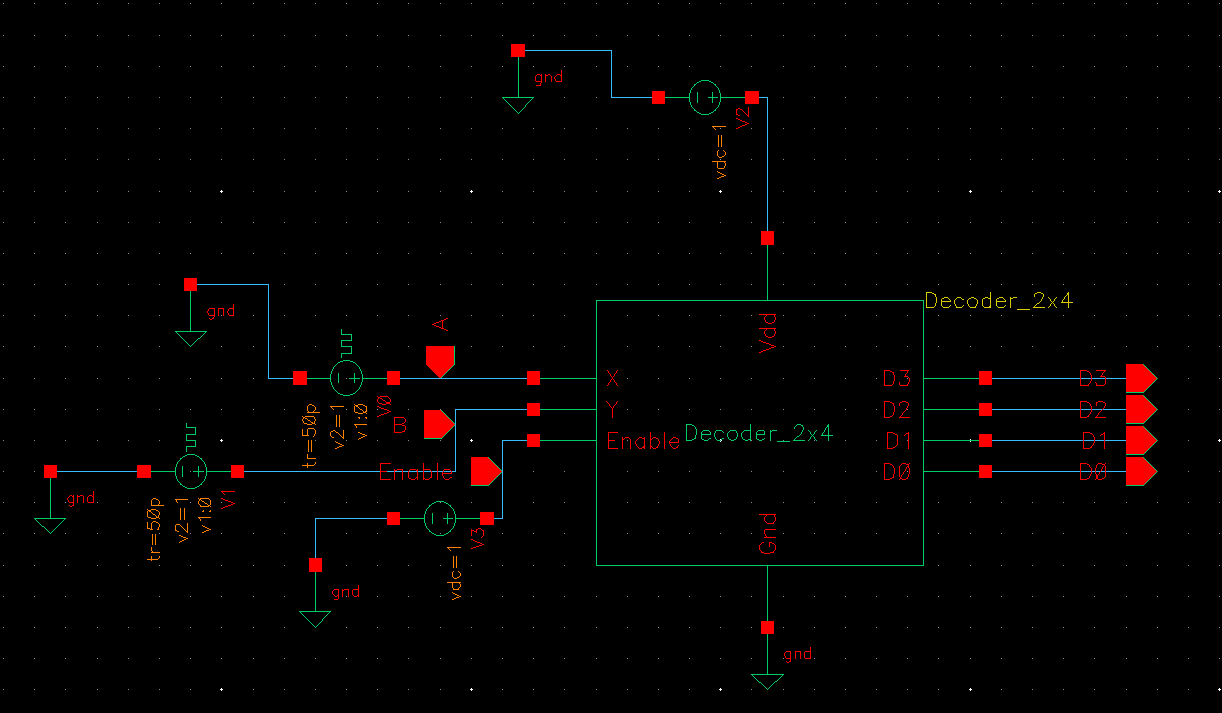 gnd
V2
vdc=1
Decoder_2x4
gnd
A
Vdd
X
D3
D3
V0
tr=50p
v2=1
v1:0
B
Y
D2
D2
Enable
Decoder_2x4
D1
D1
Enable
D0
D0
gnd
V1
tr=50p
v2=1
v1:0
V3
vdc=1
Gnd
gnd
gnd